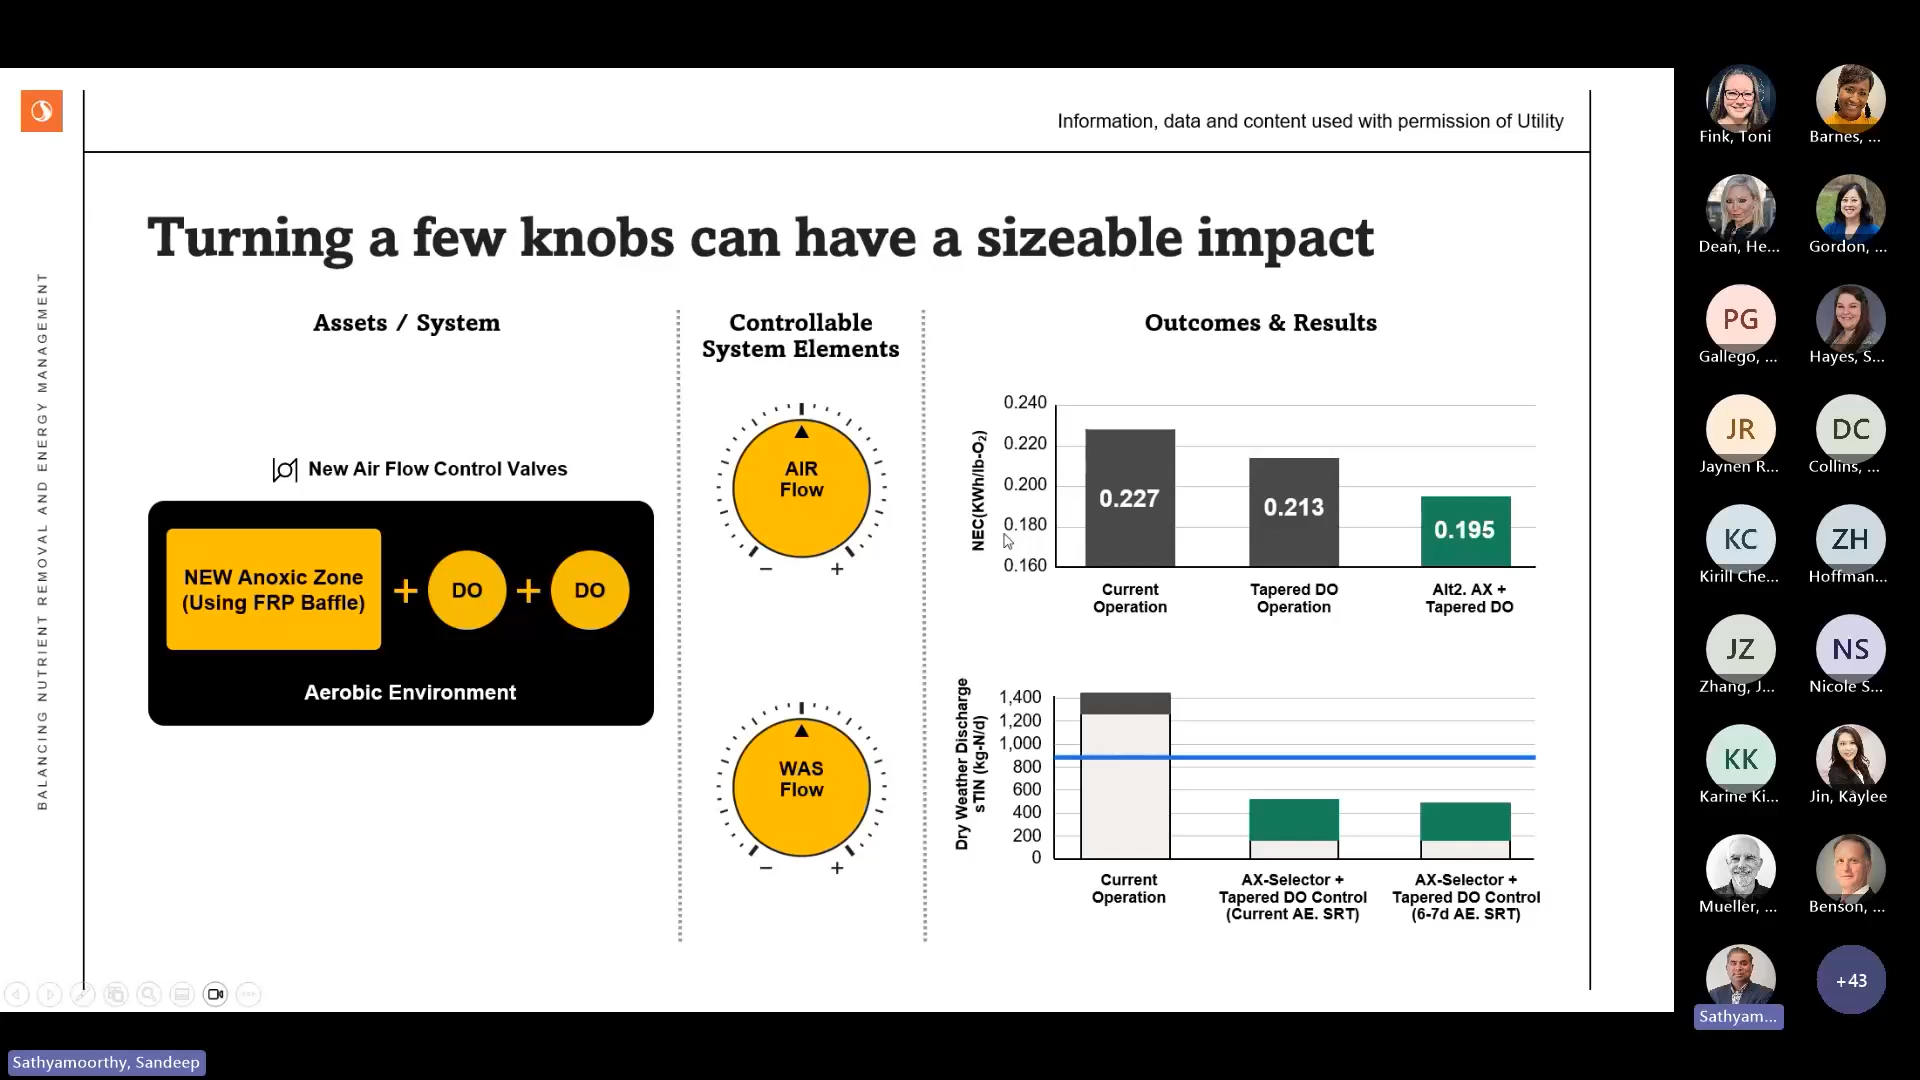 Information, data and content used with permission of Utility
BALANCING NUTRIENT REMOVAL AND ENERGY MANAGEMENT
Turning a few knobs can have a sizeable impact
Assets / System
New Air Flow Control Valves
NEW Anoxic Zone
(Using FRP Baffle)
+
DO
+
DO
Aerobic Environment
Controllable
System Elements
AIR
Flow
− +
WAS
Flow
− +
Outcomes & Results
NEC(KWh/lb-O₂)
0.240
0.220
0.200
0.180
0.160
0.227
0.213
0.195
Current
Operation
Tapered DO
Operation
Alt2. AX +
Tapered DO
Dry Weather Discharge
sTIN (kg-N/d)
1,400
1,200
1,000
800
600
400
200
0
Current
Operation
AX-Selector +
Tapered DO Control
(Current AE. SRT)
AX-Selector +
Tapered DO Control
(6-7d AE. SRT)
Fink, Toni
Barnes, ...
Dean, He...
Gordon, ...
PG
Gallego, ...
Hayes, S...
JR
Jaynen R...
DC
Collins, ...
KC
Kirill Che...
ZH
Hoffman...
JZ
Zhang, J...
NS
Nicole S...
KK
Karine Ki...
Jin, Kaylee
Mueller, ...
Benson, ...
Sathyam...
+43
Sathyamoorthy, Sandeep